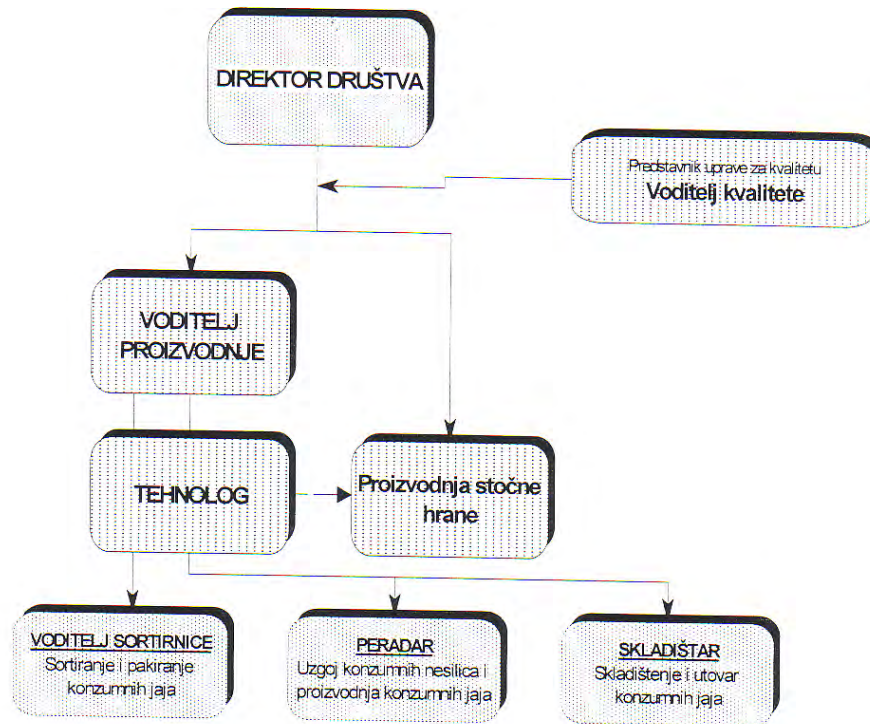 DIREKTOR DRUŠTVA
Predstavnik uprave za kvalitetu
Voditelj kvalitete
VODITELJ
PROIZVODNJE
TEHNOLOG
Proizvodnja stočne
hrane
VODITELJ SORTIRNICE
Sortiranje i pakiranje
konzumnih jaja
PERADAR
Uzgoj konzumnih nesilica i
proizvodnja konzumnih jaja
SKLADIŠTAR
Skladištenje i utovar
konzumnih jaja